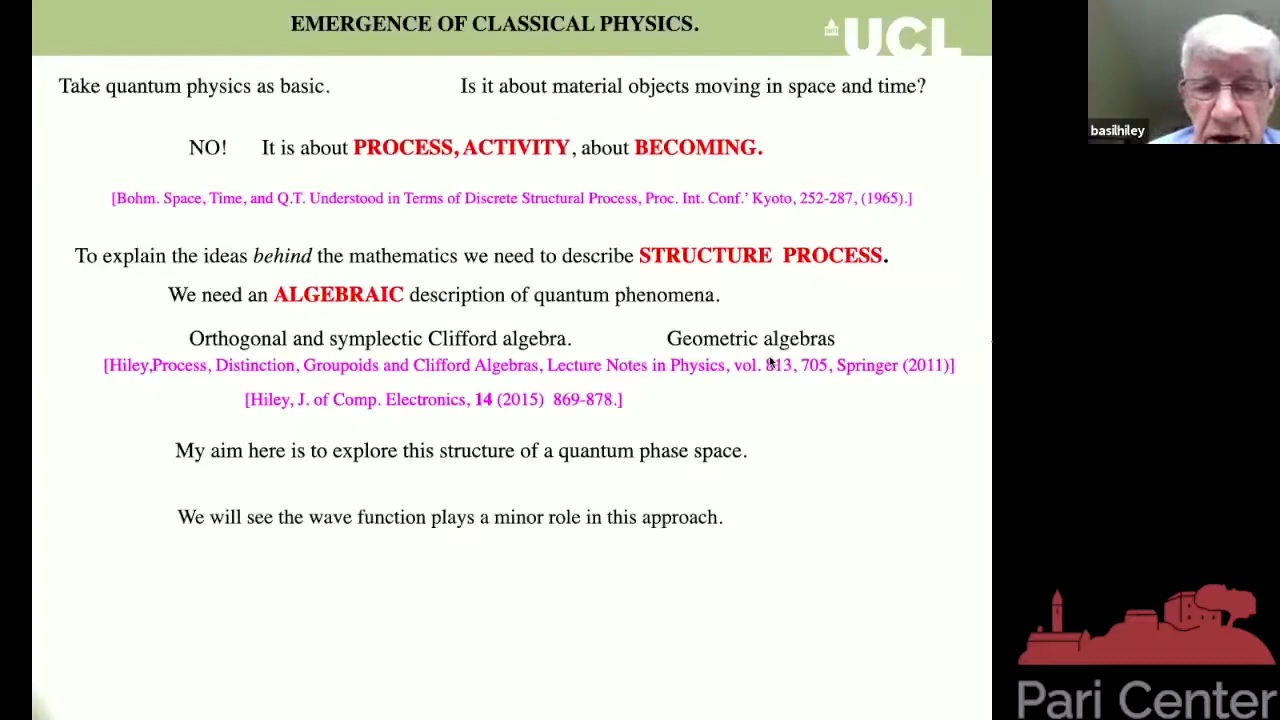 EMERGENCE OF CLASSICAL PHYSICS.
UCL
Take quantum physics as basic.
Is it about material objects moving in space and time?
basilhiley
NO! It is about PROCESS, ACTIVITY, about BECOMING.
[Bohm. Space, Time, and Q.T. Understood in Terms of Discrete Structural Process, Proc. Int. Conf.' Kyoto, 252-287, (1965).]
To explain the ideas behind the mathematics we need to describe STRUCTURE PROCESS.
We need an ALGEBRAIC description of quantum phenomena.
Orthogonal and symplectic Clifford algebra.
Geometric algebras
[Hiley,Process, Distinction, Groupoids and Clifford Algebras, Lecture Notes in Physics, vol. 813, 705, Springer (2011)]
[Hiley, J. of Comp. Electronics, 14 (2015) 869-878.]
My aim here is to explore this structure of a quantum phase space.
We will see the wave function plays a minor role in this approach.
Pari Center